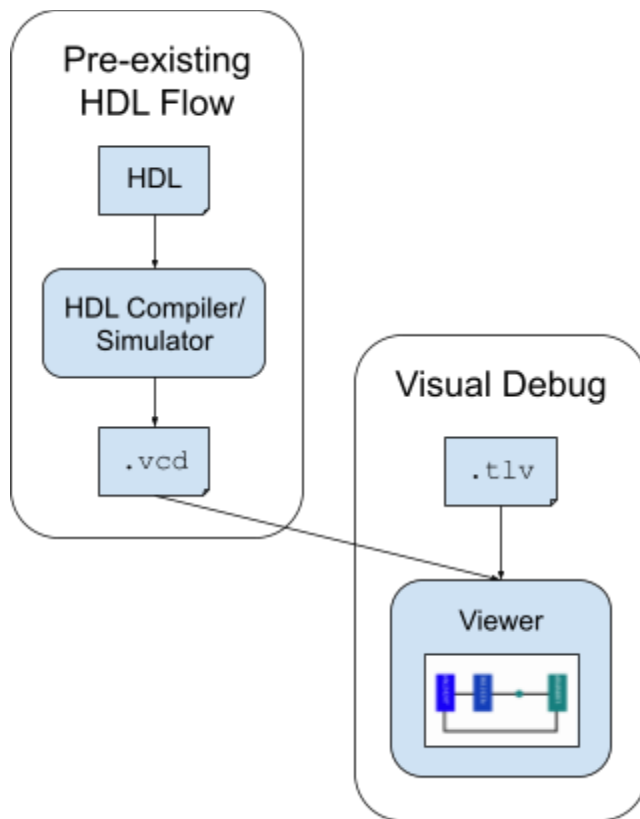 Pre-existing
HDL Flow
HDL
HDL Compiler/
Simulator
.vcd
Visual Debug
.tlv
Viewer